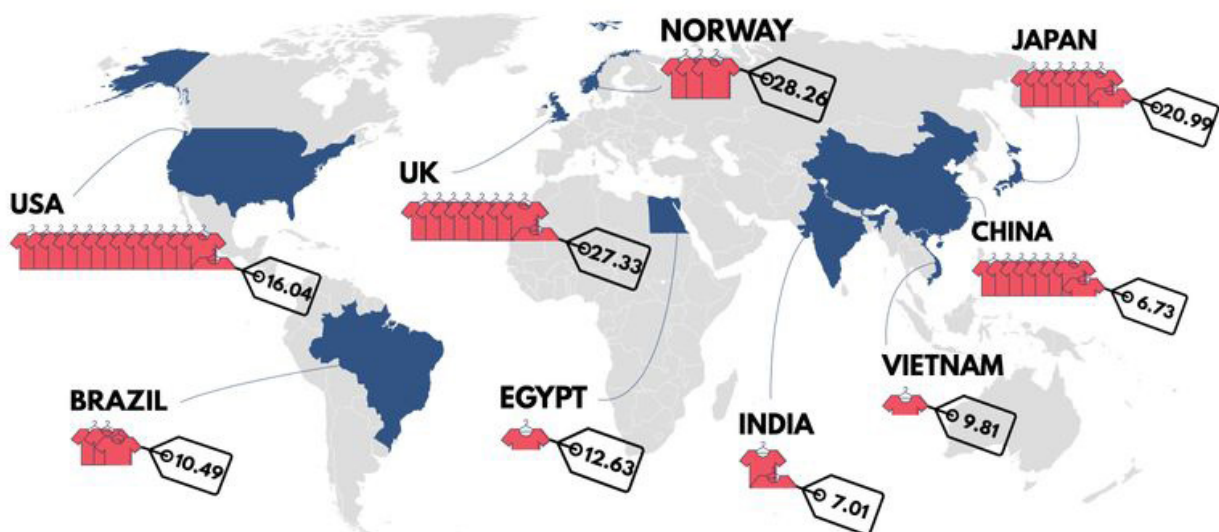 NORWAY
28.26
JAPAN
20.99
UK
27.33
USA
16.04
CHINA
6.73
VIETNAM
9.81
BRAZIL
10.49
EGYPT
12.63
INDIA
7.01